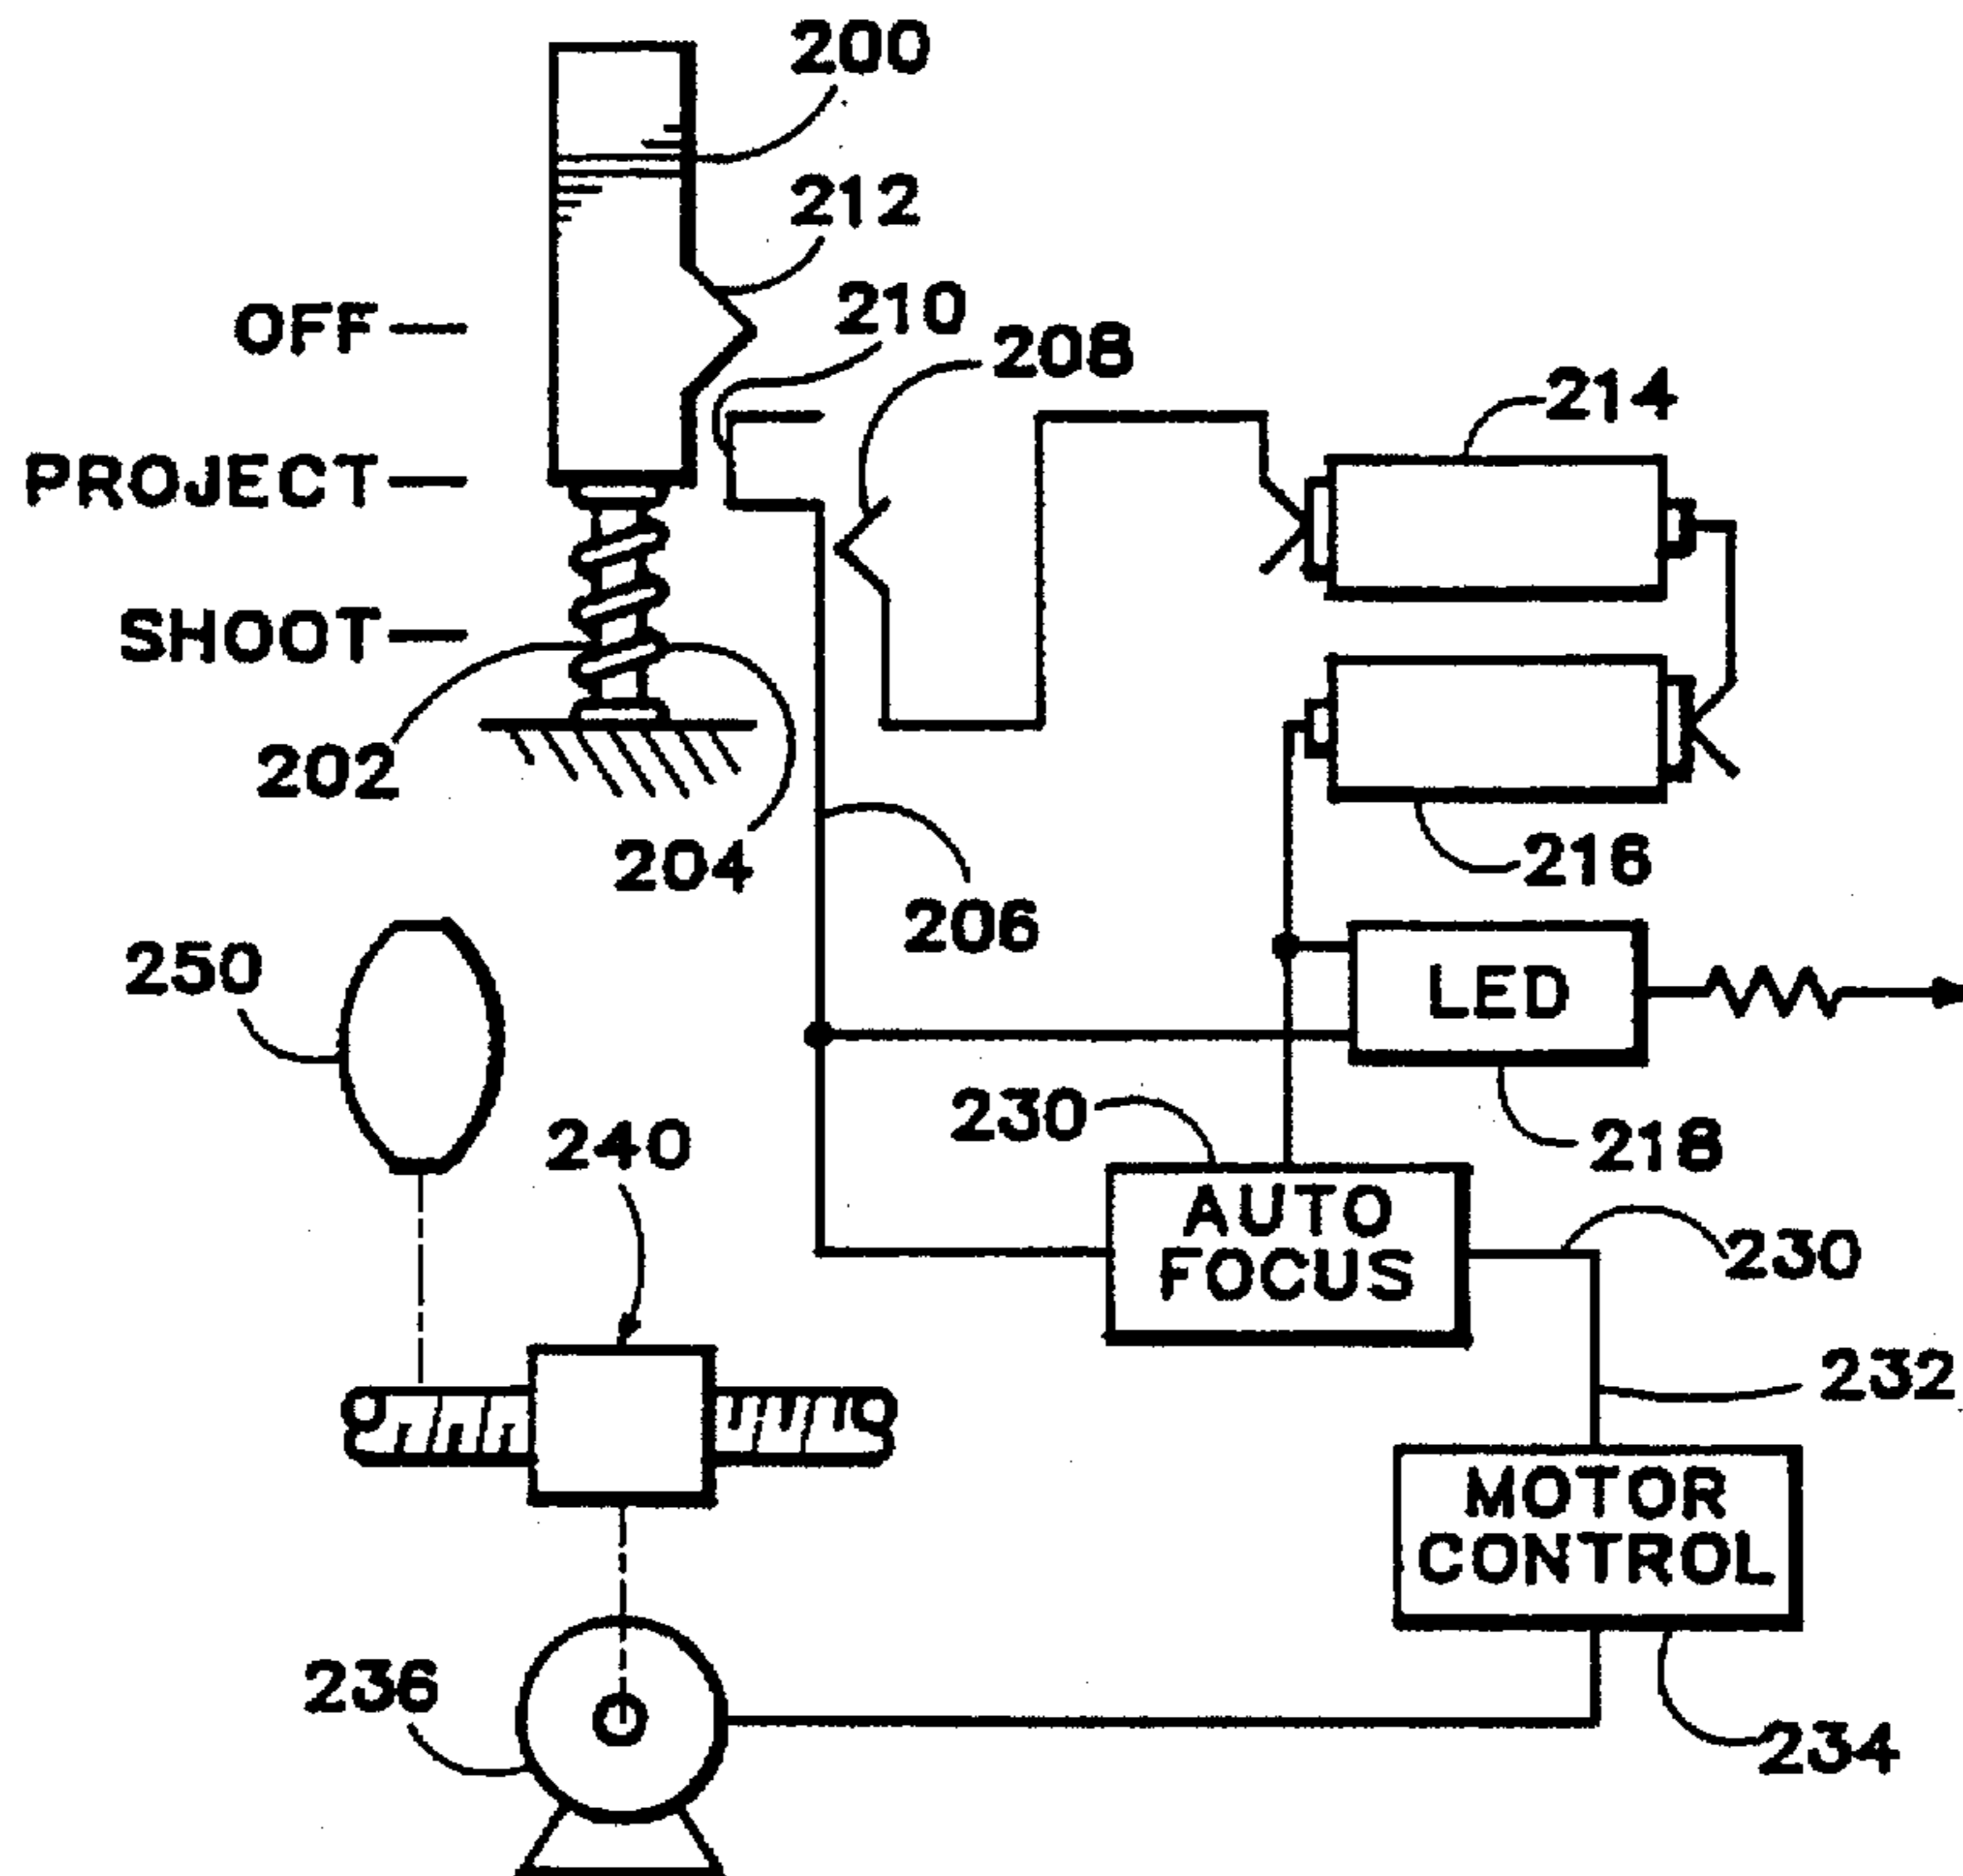 200
212
210
OFF
208
214
PROJECT
SHOOT
202
204
216
206
250
LED
230
218
240
AUTO
FOCUS
230
232
MOTOR
CONTROL
236
234